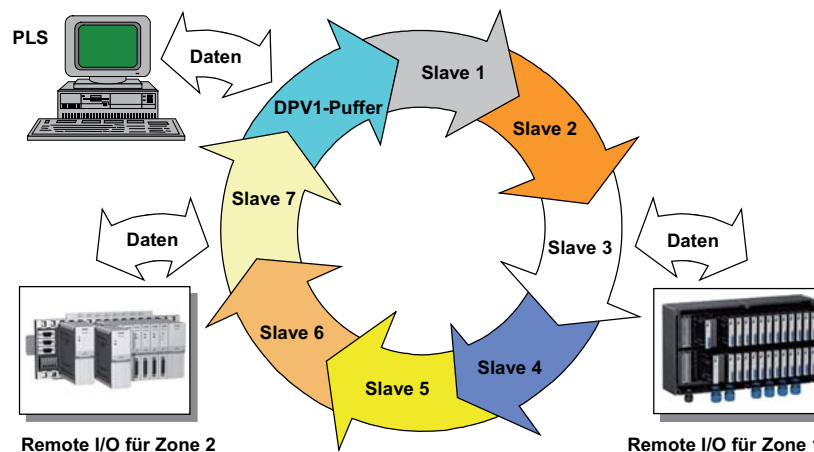 PLS
Daten
DPV1-Puffer
Slave 1
Slave 2
Slave 3
Daten
Slave 4
Slave 5
Slave 6
Slave 7
Daten
Remote I/O für Zone 2
Remote I/O für Zone 1